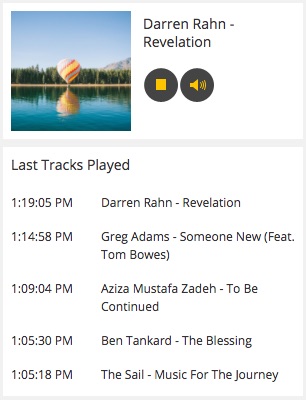 Darren Rahn -
Revelation
Last Tracks Played
1:19:05 PM Darren Rahn - Revelation
1:14:58 PM Greg Adams - Someone New (Feat.
Tom Bowes)
1:09:04 PM Aziza Mustafa Zadeh - To Be
Continued
1:05:30 PM Ben Tankard - The Blessing
1:05:18 PM The Sail - Music For The Journey